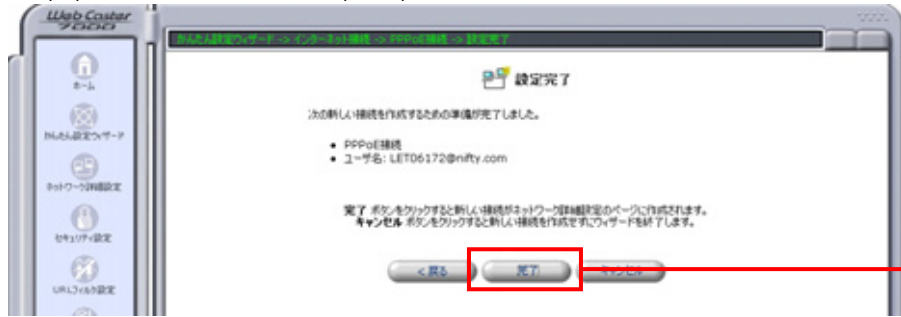 Web Caster
7000
かんたん設定ウィザード -> インターネット接続 -> PPPoE接続 -> 設定完了
ホーム
かんたん設定ウィザード
ネットワーク詳細設定
セキュリティ設定
URLフィルタ設定
設定完了
次の新しい接続を作成するための準備が完了しました。
• PPPoE接続
• ユーザ名: LET06172@nifty.com
完了 ボタンをクリックすると新しい接続がネットワーク詳細設定のページに作成されます。
キャンセル ボタンをクリックすると新しい接続を作成せずにウィザードを終了します。
< 戻る 完了 キャンセル